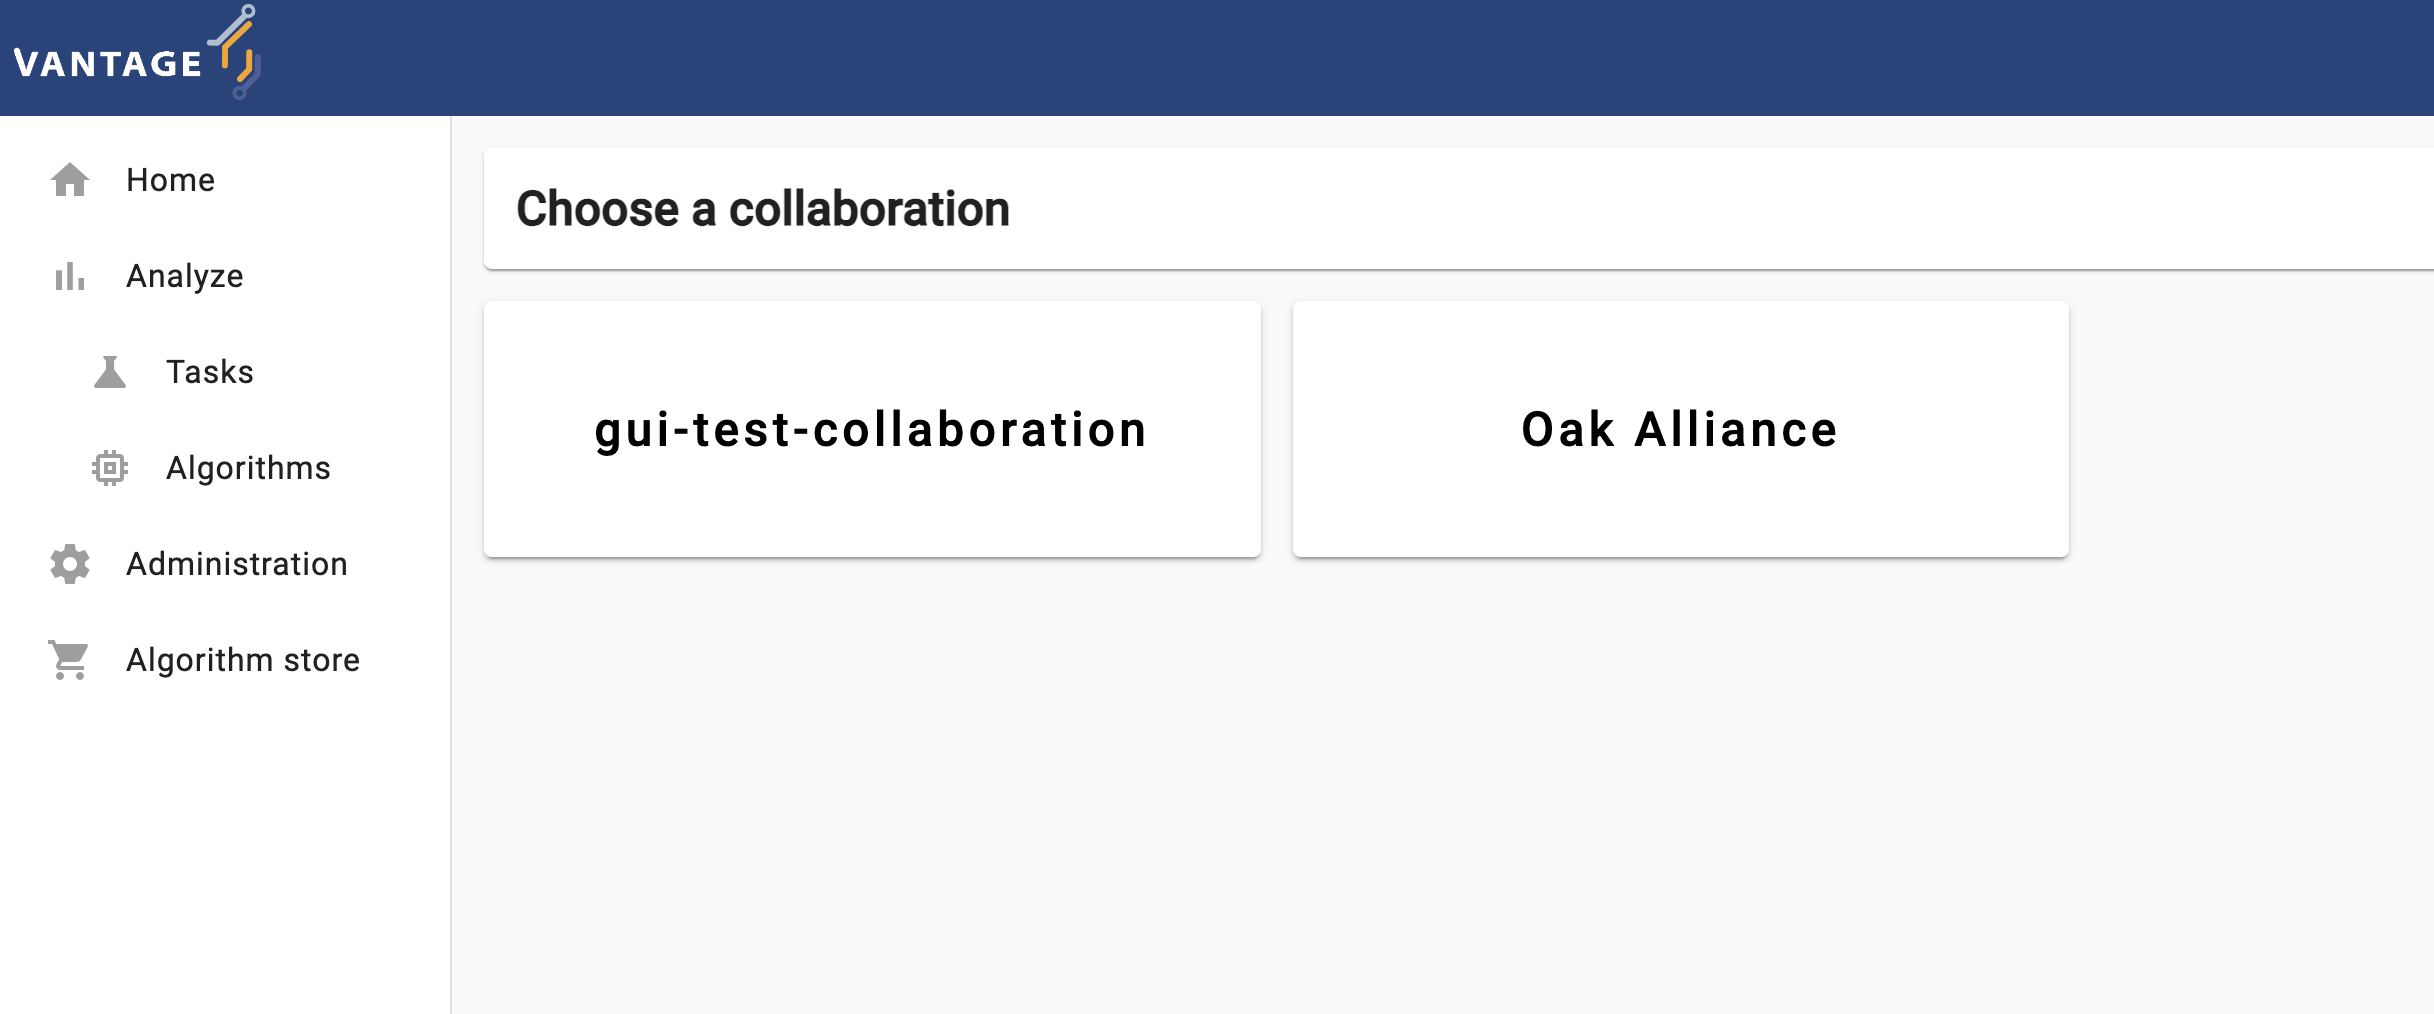 VANTAGE
Home
Analyze
Tasks
Algorithms
Administration
Algorithm store
Choose a collaboration
gui-test-collaboration
Oak Alliance